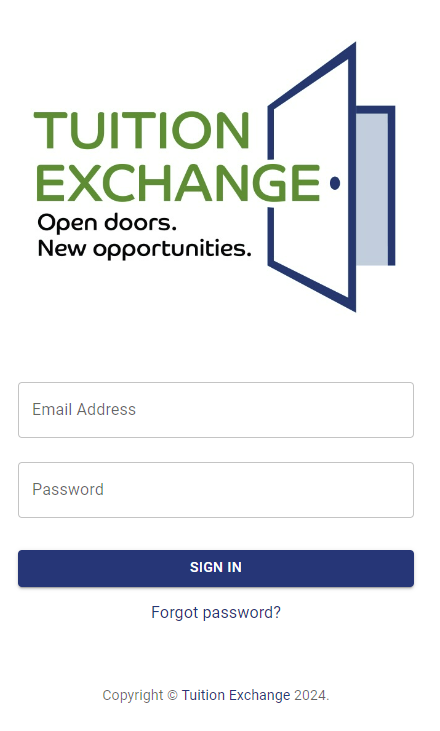 TUITION
EXCHANGE
Open doors.
New opportunities.
Email Address
Password
SIGN IN
Forgot password?
Copyright © Tuition Exchange 2024.